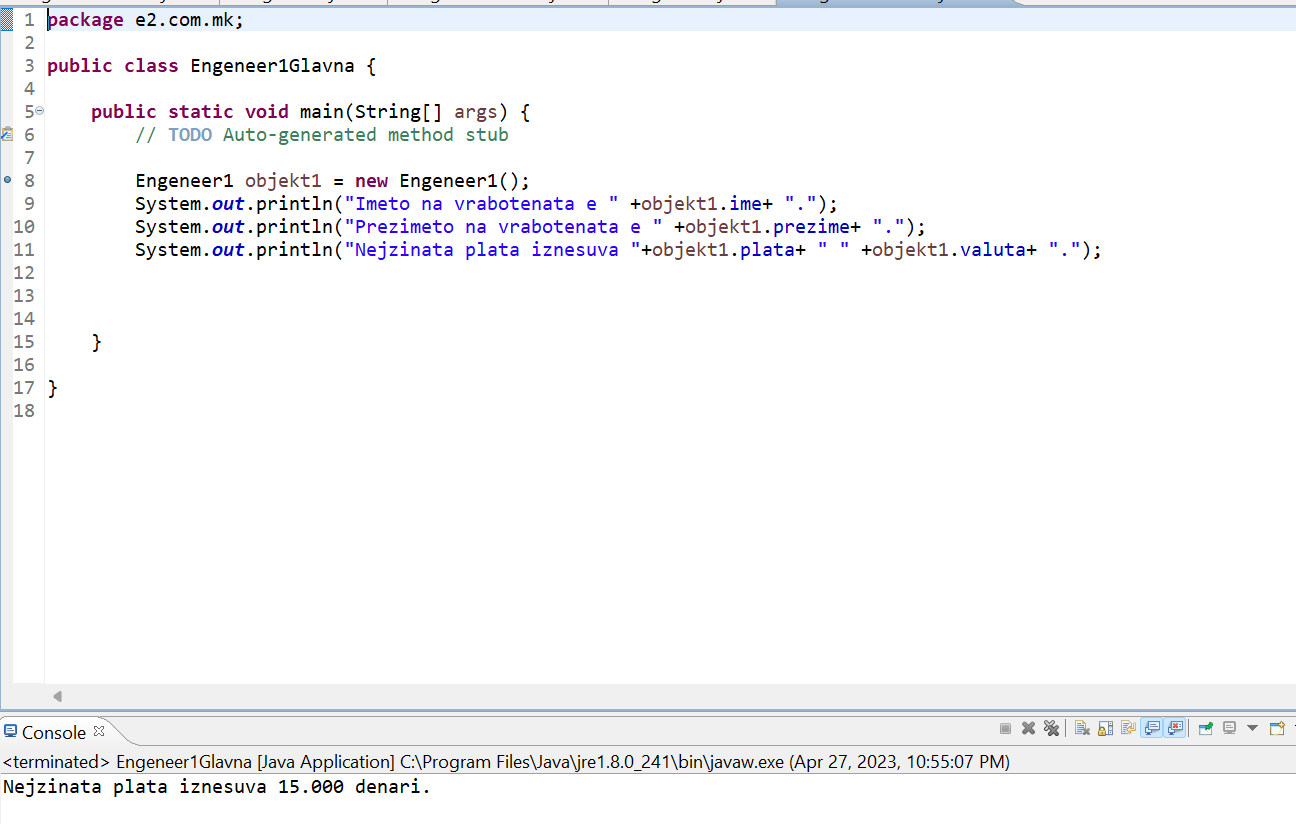 1 package e2.com.mk;
2
3 public class Engeneer1Glavna {
4
5 public static void main(String[] args) {
6 // TODO Auto-generated method stub
7
8 Engeneer1 objekt1 = new Engeneer1();
9 System.out.println("Imeto na vrabotenata e " +objekt1.ime+ ".");
10 System.out.println("Prezimeto na vrabotenata e " +objekt1.prezime+ ".");
11 System.out.println("Nejzinata plata iznesuva "+objekt1.plata+ " " +objekt1.valuta+ ".");
12
13
14
15 }
16
17 }
18
Console
<terminated> Engeneer1Glavna [Java Application] C:\Program Files\Java\jre1.8.0_241\bin\javaw.exe (Apr 27, 2023, 10:55:07 PM)
Nejzinata plata iznesuva 15.000 denari.